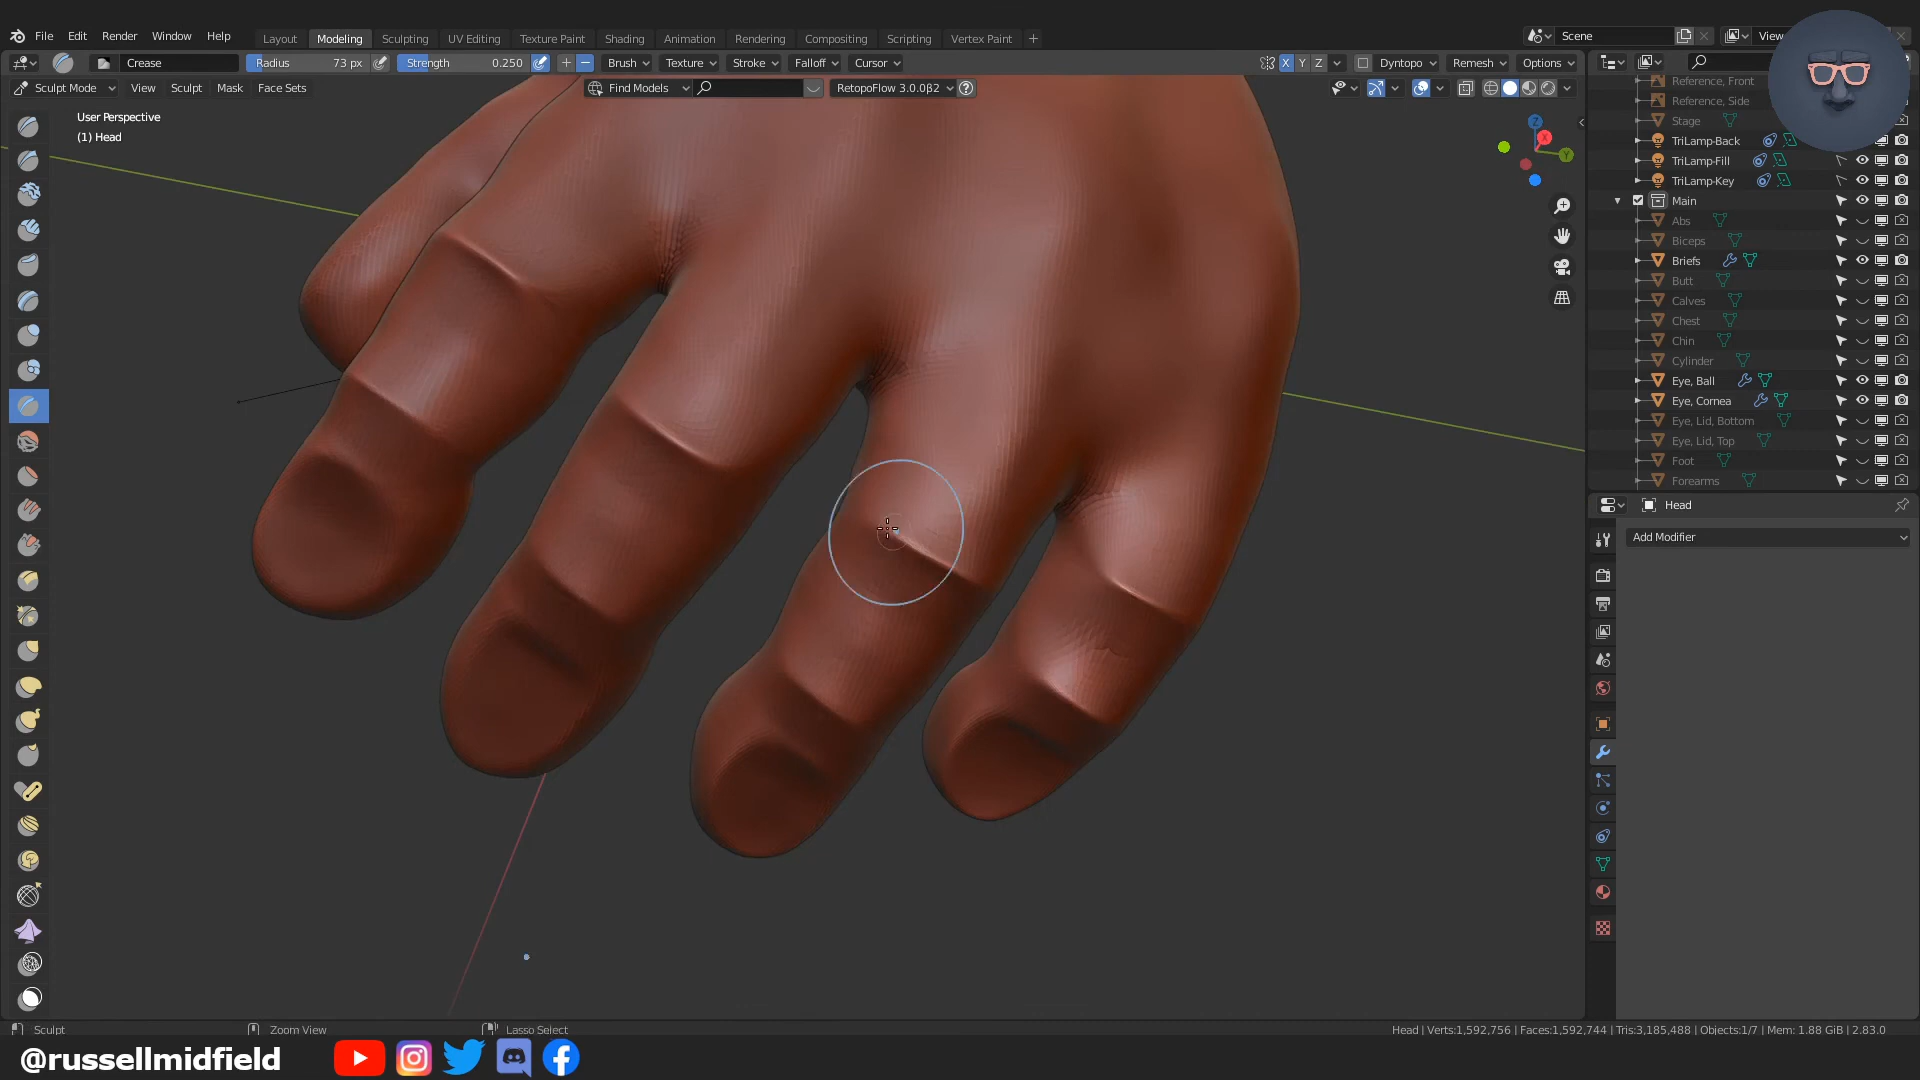 File Edit Render Window Help Layout Modeling Sculpting UV Editing Texture Paint Shading Animation Rendering Compositing Scripting Vertex Paint + Scene View
Crease Radius 73 px Strength 0.250 Brush Texture Stroke Falloff Cursor X Y Z Dyntopo Remesh Options
Sculpt Mode View Sculpt Mask Face Sets Find Models RetopoFlow 3.0.0β2 ?
User Perspective
(1) Head
Z
X
Y
Reference, Front
Reference, Side
Stage
TriLamp-Back
TriLamp-Fill
TriLamp-Key
Main
Abs
Biceps
Briefs
Butt
Calves
Chest
Chin
Cylinder
Eye, Ball
Eye, Cornea
Eye, Lid, Bottom
Eye, Lid, Top
Foot
Forearms
Head
Add Modifier
Sculpt Zoom View Lasso Select Head | Verts:1,592,756 | Faces:1,592,744 | Tris:3,185,488 | Objects:1/7 | Mem: 1.88 GiB | 2.83.0
@russellmidfield